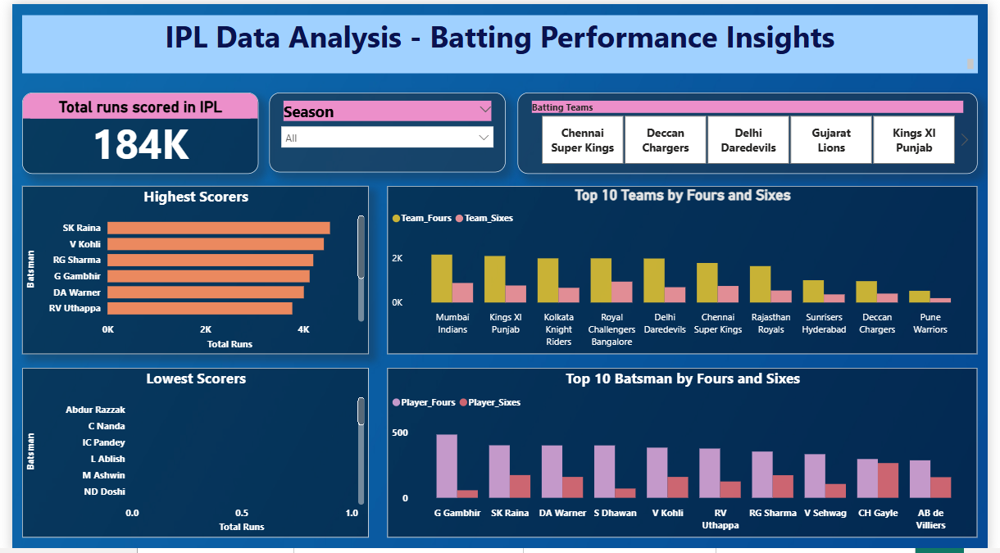 IPL Data Analysis - Batting Performance Insights
Total runs scored in IPL
184K
Season
All
Batting Teams
Chennai
Super Kings
Deccan
Chargers
Delhi
Daredevils
Gujarat
Lions
Kings XI
Punjab
Highest Scorers
Batsman
SK Raina
V Kohli
RG Sharma
G Gambhir
DA Warner
RV Uthappa
0K 2K 4K
Total Runs
Top 10 Teams by Fours and Sixes
Team_Fours Team_Sixes
2K
0K
Mumbai
Indians
Kings XI
Punjab
Kolkata
Knight
Riders
Royal
Challengers
Bangalore
Delhi
Daredevils
Chennai
Super Kings
Rajasthan
Royals
Sunrisers
Hyderabad
Deccan
Chargers
Pune
Warriors
Lowest Scorers
Batsman
Abdur Razzak
C Nanda
IC Pandey
L Ablish
M Ashwin
ND Doshi
0.0 0.5 1.0
Total Runs
Top 10 Batsman by Fours and Sixes
Player_Fours Player_Sixes
500
0
G Gambhir
SK Raina
DA Warner
S Dhawan
V Kohli
RV
Uthappa
RG Sharma
V Sehwag
CH Gayle
AB de
Villiers